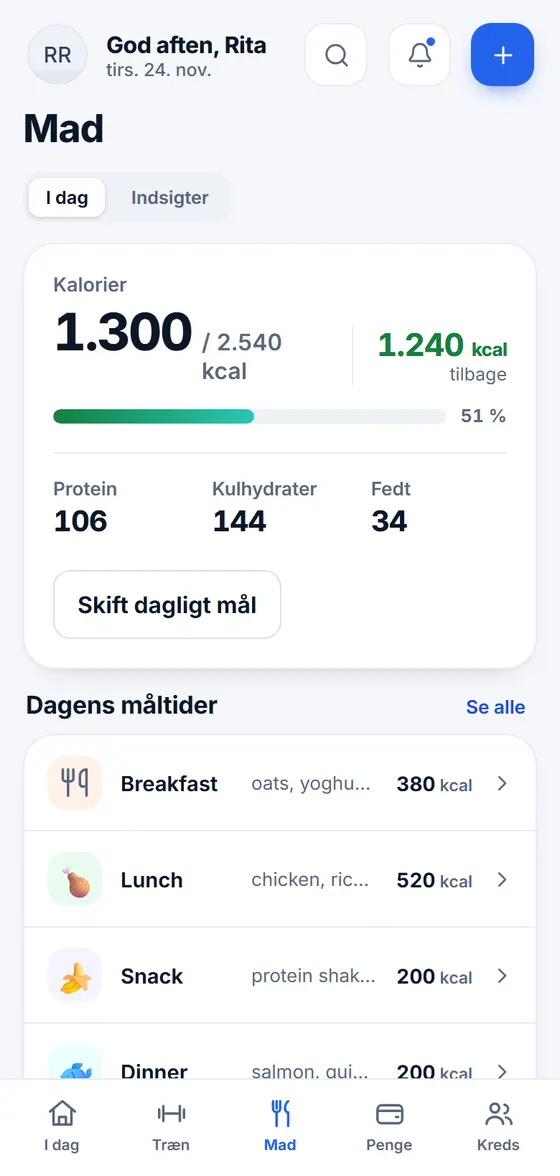 RR
God aften, Rita
tirs. 24. nov.
Mad
I dag
Indsigter
Kalorier
1.300 / 2.540 kcal
1.240 kcal
tilbage
51 %
Protein
106
Kulhydrater
144
Fedt
34
Skift dagligt mål
Dagens måltider
Se alle
Breakfast oats, yoghu... 380 kcal
Lunch chicken, ric... 520 kcal
Snack protein shak... 200 kcal
Dinner salmon, qui... 200 kcal
I dag
Træn
Mad
Penge
Kreds